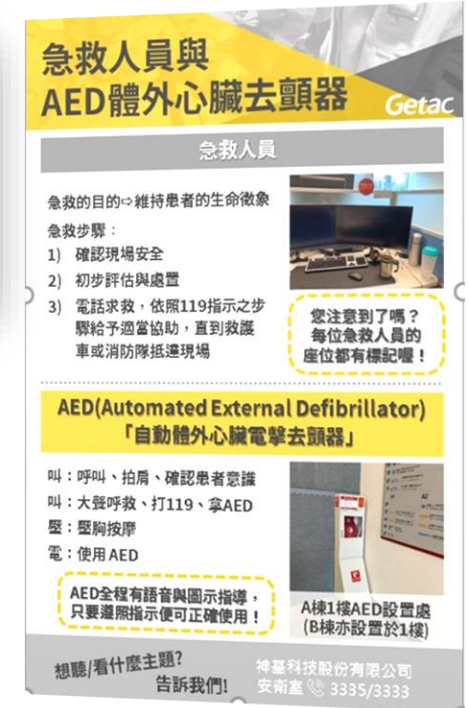 急救人員與
AED體外心臟去顫器
Getac
急救人員
急救的目的⇨維持患者的生命徵象
急救步驟：
1) 確認現場安全
2) 初步評估與處置
3) 電話求救，依照119指示之步
驟給予適當協助，直到救護
車或消防隊抵達現場
您注意到了嗎？
每位急救人員的
座位都有標記喔！
AED(Automated External Defibrillator)
「自動體外心臟電擊去顫器」
叫：呼叫、拍肩、確認患者意識
叫：大聲呼救、打119、拿AED
壓：壓胸按摩
電：使用AED
AED全程有語音與圖示指導，
只要遵照指示便可正確使用！
A棟1樓AED設置處
(B棟亦設置於1樓)
想聽/看什麼主題?
告訴我們!
神基科技股份有限公司
安衛室 3335/3333